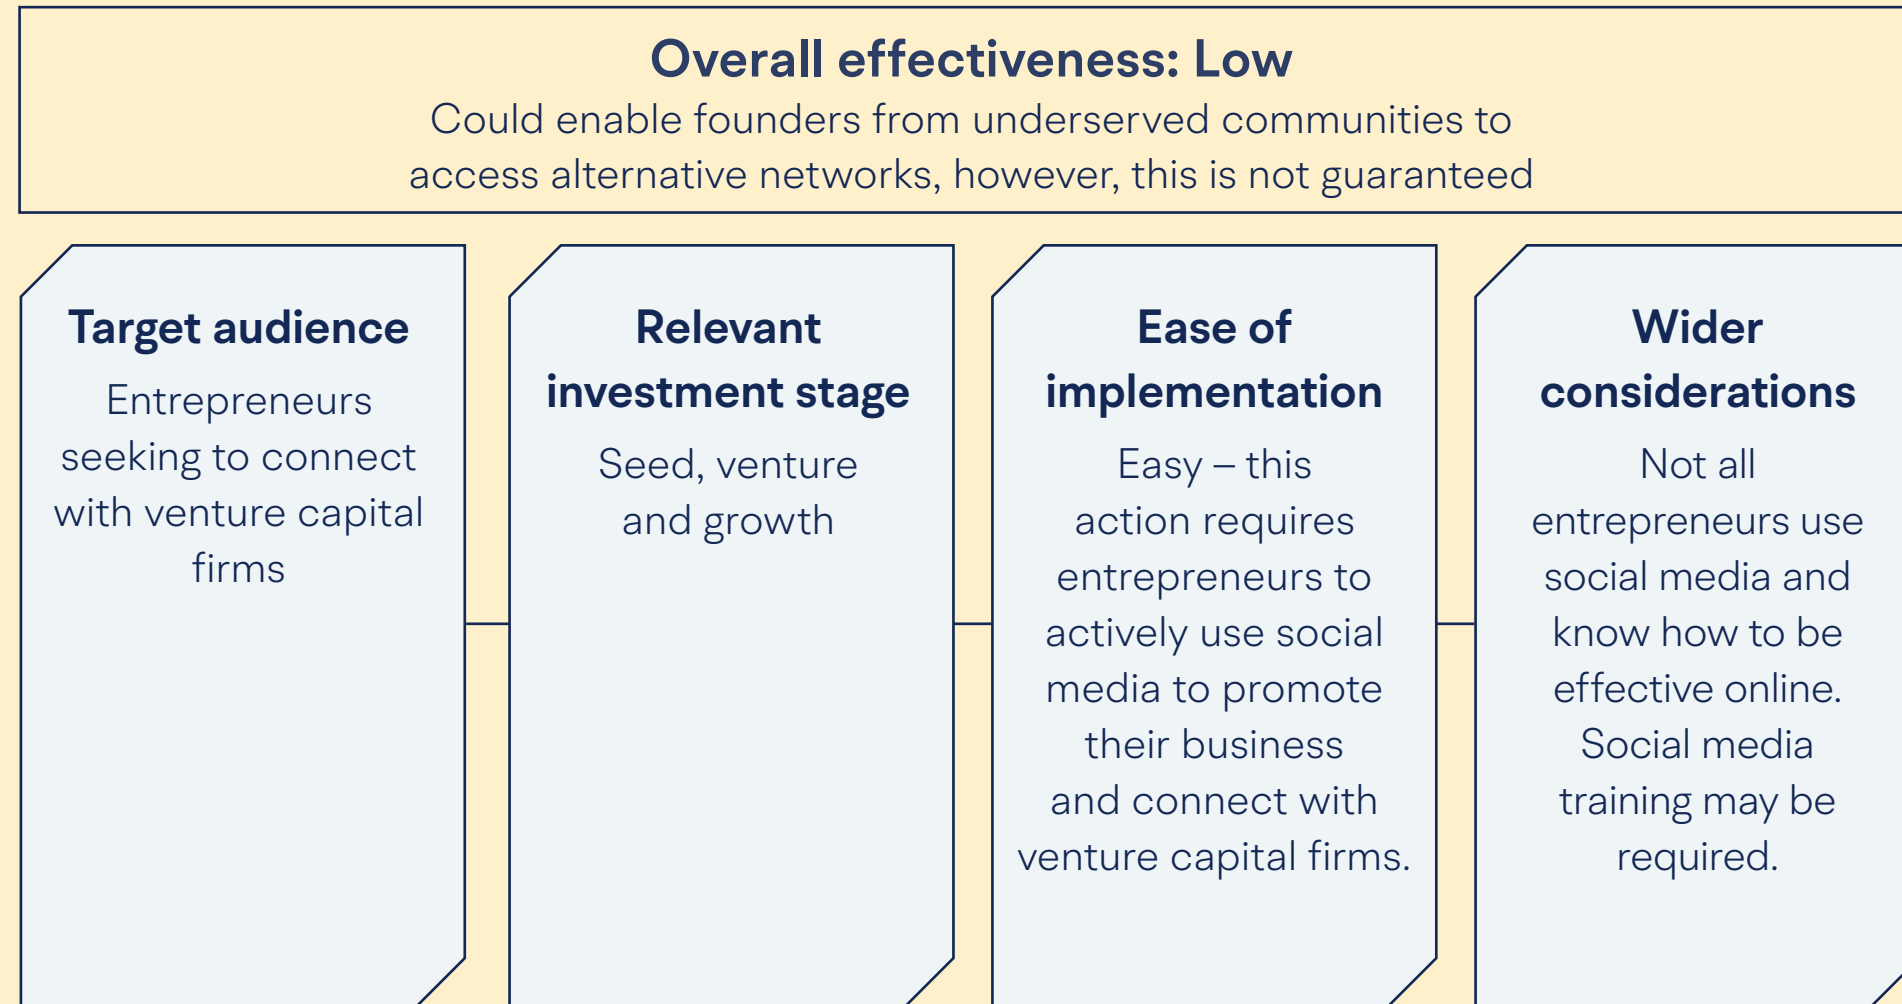 Overall effectiveness: Low
Could enable founders from underserved communities to
access alternative networks, however, this is not guaranteed
Target audience
Entrepreneurs
seeking to connect
with venture capital
firms
Relevant
investment stage
Seed, venture
and growth
Ease of
implementation
Easy – this
action requires
entrepreneurs to
actively use social
media to promote
their business
and connect with
venture capital firms.
Wider
considerations
Not all
entrepreneurs use
social media and
know how to be
effective online.
Social media
training may be
required.